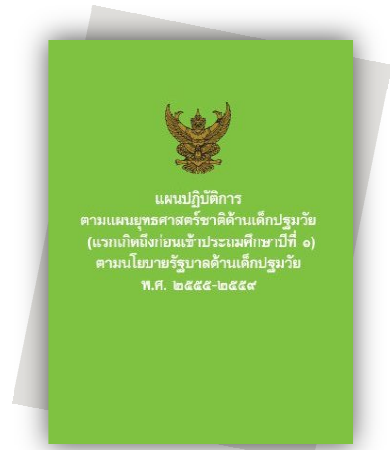 แผนปฏิบัติการ
ตามแผนยุทธศาสตร์ชาติด้านเด็กปฐมวัย
(แรกเกิดถึงก่อนเข้าประถมศึกษาปีที่ ๑)
ตามนโยบายรัฐบาลด้านเด็กปฐมวัย
พ.ศ. ๒๕๕๕-๒๕๕๙